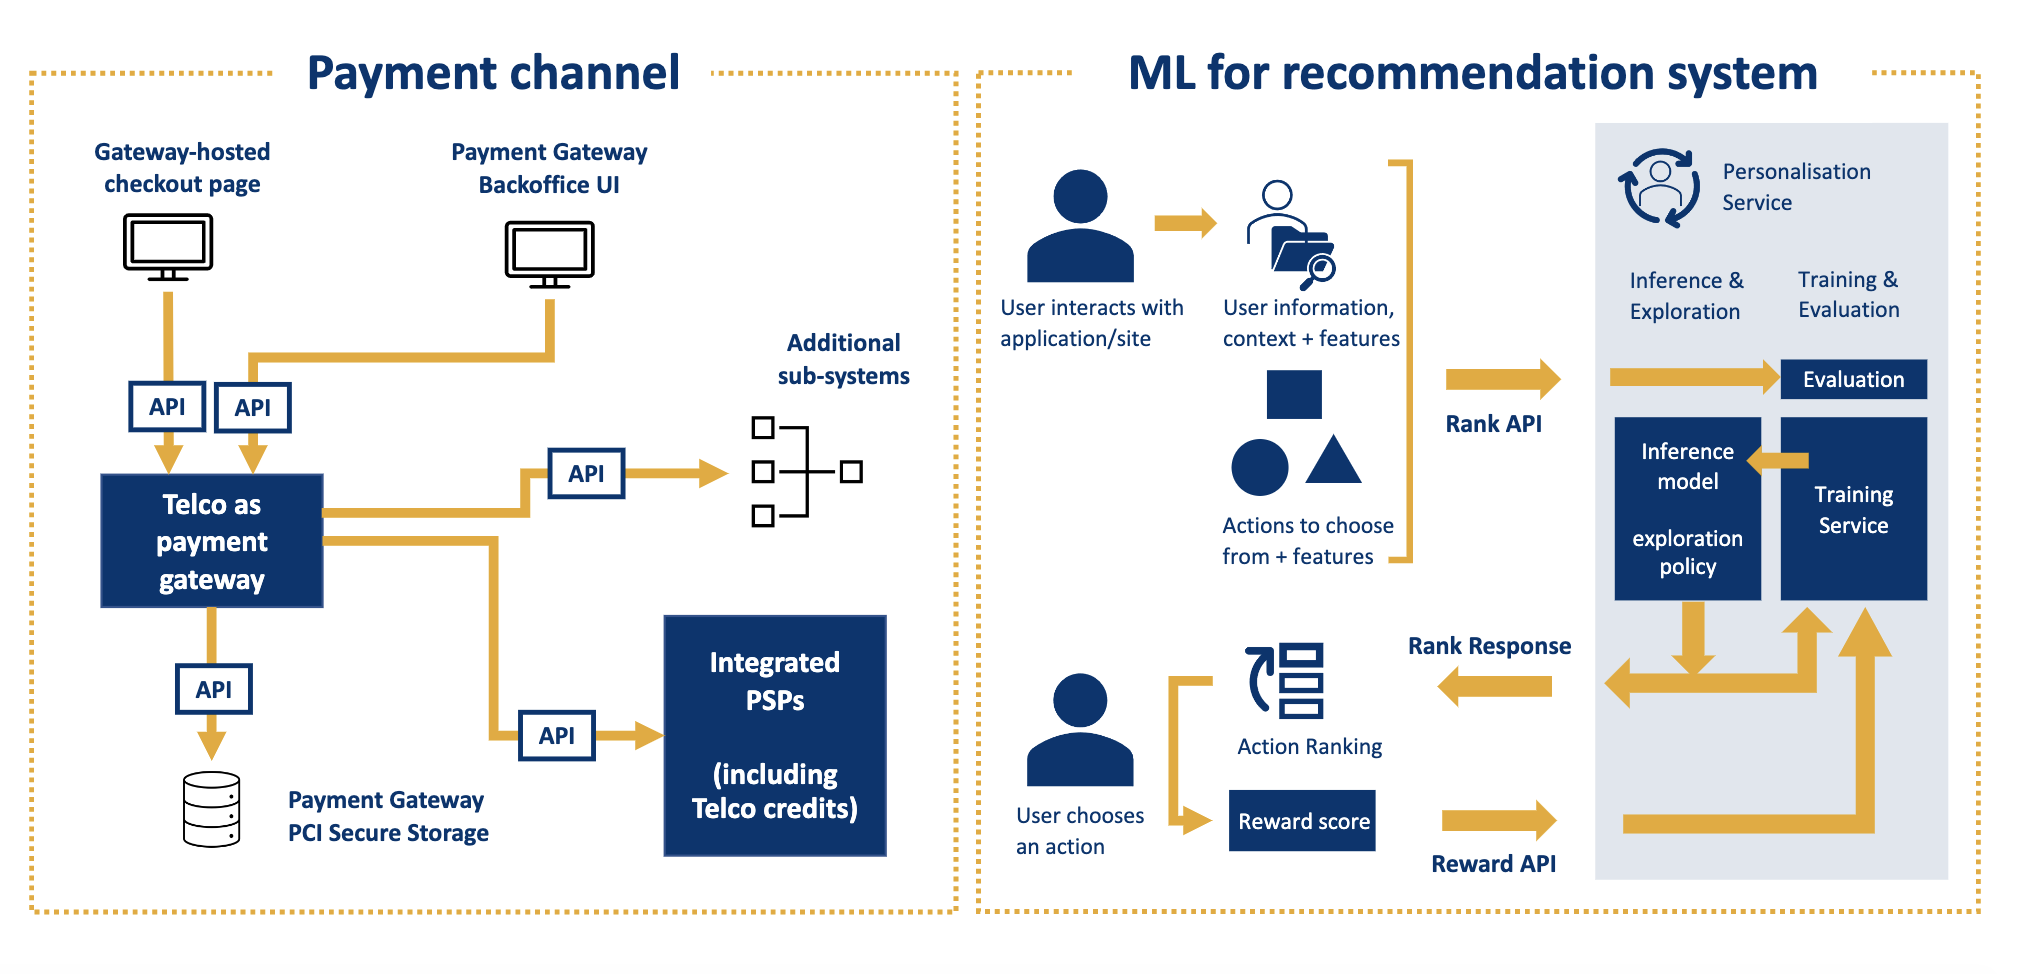 Payment channel
Gateway-hosted
checkout page
Payment Gateway
Backoffice UI
Additional
sub-systems
API
API
API
Telco as
payment
gateway
API
API
Integrated
PSPs
(including
Telco credits)
Payment Gateway
PCI Secure Storage
ML for recommendation system
User interacts with
application/site
User information,
context + features
Actions to choose
from + features
Rank API
Personalisation
Service
Inference &
Exploration
Training &
Evaluation
Evaluation
Inference
model
exploration
policy
Training
Service
Rank Response
Action Ranking
User chooses
an action
Reward score
Reward API